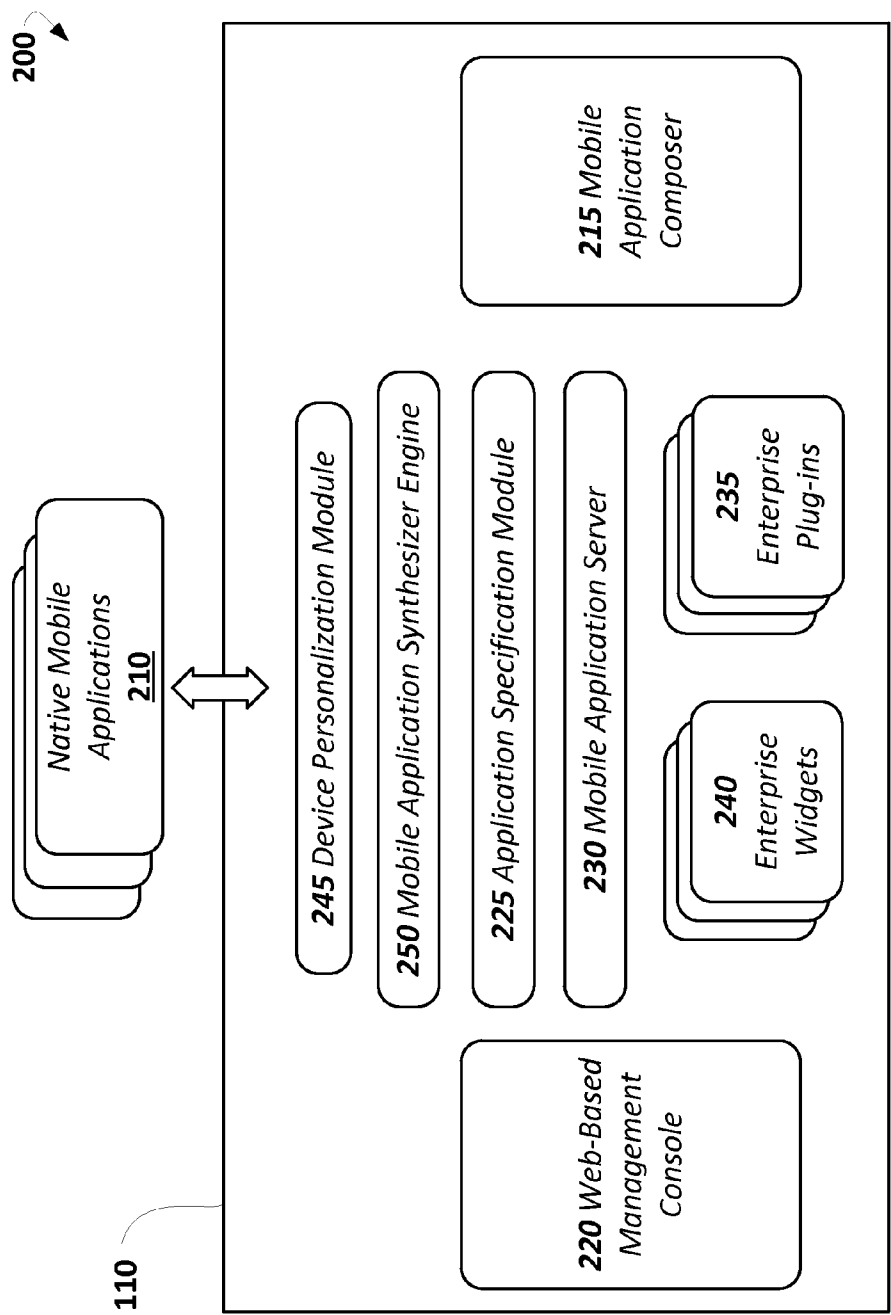 200
110
Native Mobile
Applications
210
245 Device Personalization Module
250 Mobile Application Synthesizer Engine
225 Application Specification Module
230 Mobile Application Server
220 Web-Based
Management
Console
240
Enterprise
Widgets
235
Enterprise
Plug-ins
215 Mobile
Application
Composer